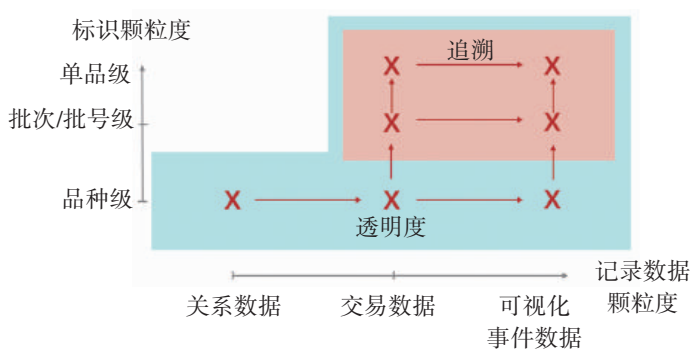 标识颗粒度
单品级
追溯
X
X
批次/批号级
X
X
品种级
X
X
X
透明度
记录数据
颗粒度
关系数据
交易数据
可视化
事件数据